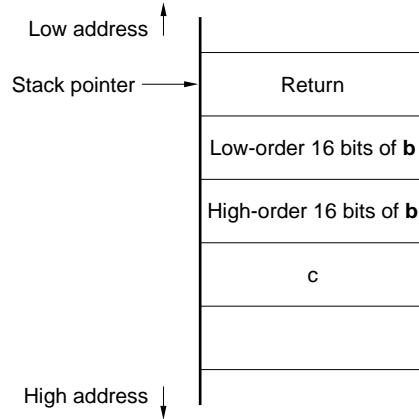 Low address
Stack pointer
Return
Low-order 16 bits of b
High-order 16 bits of b
c
High address